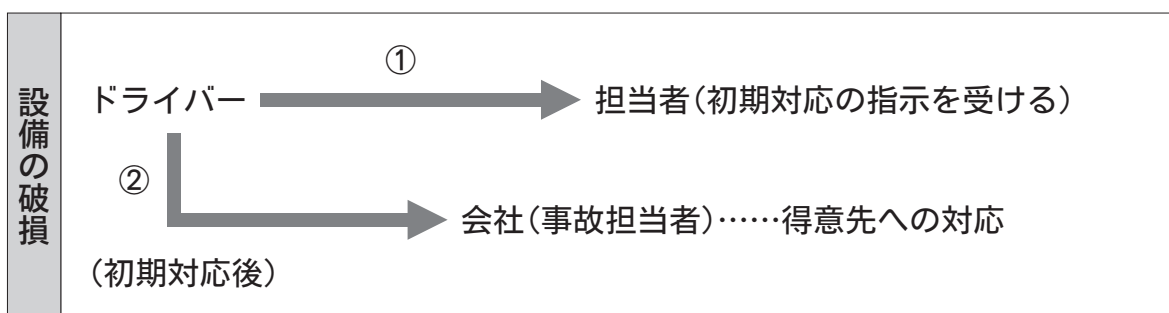 設備の破損
①
ドライバー
担当者（初期対応の指示を受ける）
②
会社（事故担当者）……得意先への対応
（初期対応後）